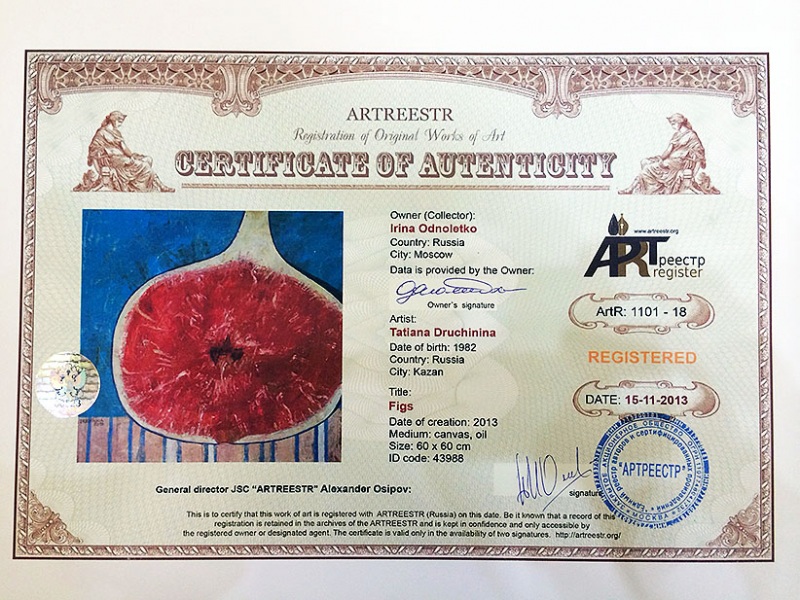 ARTREESTR
Registration of Original Works of Art
CERTIFICATE OF AUTENTICITY
Owner (Collector):
Irina Odnoletko
Country: Russia
City: Moscow
Data is provided by the Owner:
Owner's signature
Artist:
Tatiana Druchinina
Date of birth: 1982
Country: Russia
City: Kazan
Title:
Figs
Date of creation: 2013
Medium: canvas, oil
Size: 60 x 60 cm
ID code: 43988
www.artreestr.org
ART реестр
register
ArtR: 1101 - 18
REGISTERED
DATE: 15-11-2013
"АРТРЕЕСТР"
АКЦИОНЕРНОЕ ОБЩЕСТВО
МОСКВА
General director JSC "ARTREESTR" Alexander Osipov:
signature
This is to certify that this work of art is registered with ARTREESTR (Russia) on this date. Be it known that a record of this
registration is retained in the archives of the ARTREESTR and is kept in confidence and only accessible by
the registered owner or designated agent. The certificate is valid only in the availability of two signatures. http://artreestr.org/